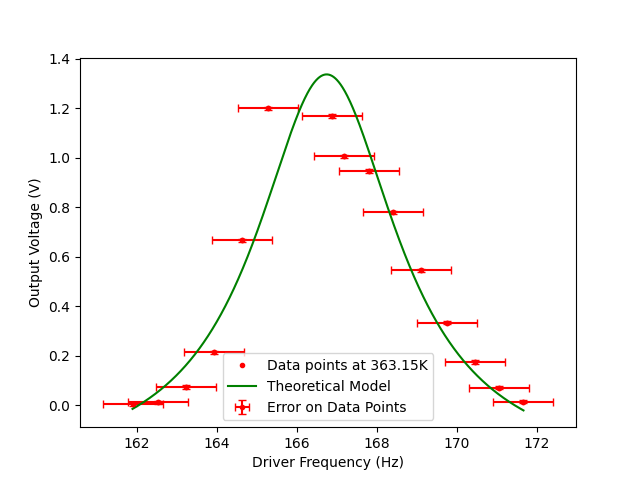 1.4
1.2
1.0
0.8
0.6
0.4
0.2
0.0
Output Voltage (V)
Data points at 363.15K
Theoretical Model
Error on Data Points
162 164 166 168 170 172
Driver Frequency (Hz)